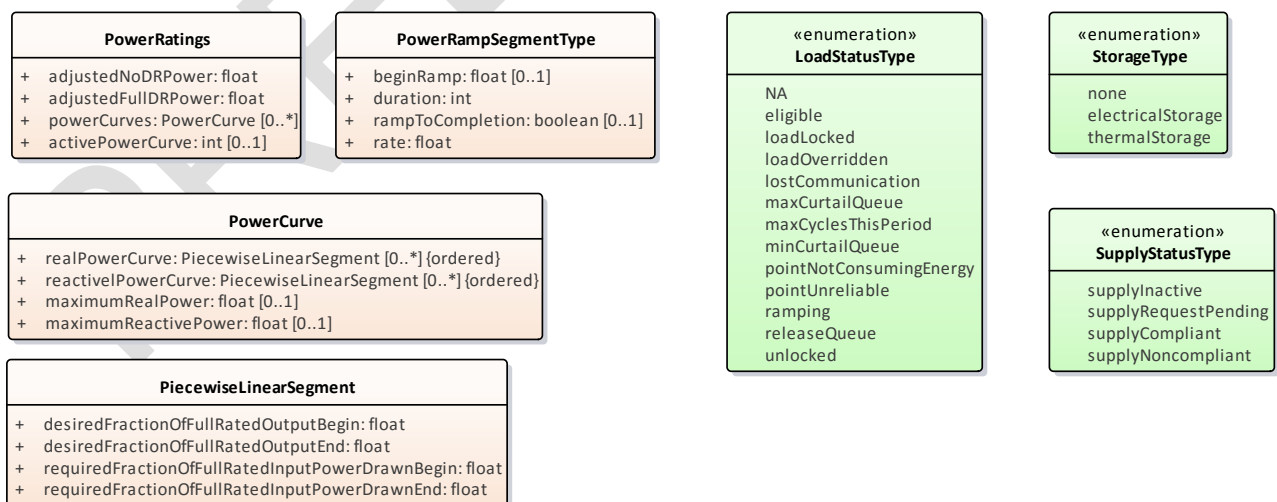 PowerRatings
+ adjustedNoDRPower: float
+ adjustedFullDRPower: float
+ powerCurves: PowerCurve [0..*]
+ activePowerCurve: int [0..1]
PowerRampSegmentType
+ beginRamp: float [0..1]
+ duration: int
+ rampToCompletion: boolean [0..1]
+ rate: float
«enumeration»
LoadStatusType
NA
eligible
loadLocked
loadOverridden
lostCommunication
maxCurtailQueue
maxCyclesThisPeriod
minCurtailQueue
pointNotConsumingEnergy
pointUnreliable
ramping
releaseQueue
unlocked
«enumeration»
StorageType
none
electricalStorage
thermalStorage
PowerCurve
+ realPowerCurve: PiecewiseLinearSegment [0..*] {ordered}
+ reactivelPowerCurve: PiecewiseLinearSegment [0..*] {ordered}
+ maximumRealPower: float [0..1]
+ maximumReactivePower: float [0..1]
«enumeration»
SupplyStatusType
supplyInactive
supplyRequestPending
supplyCompliant
supplyNoncompliant
PiecewiseLinearSegment
+ desiredFractionOfFullRatedOutputBegin: float
+ desiredFractionOfFullRatedOutputEnd: float
+ requiredFractionOfFullRatedInputPowerDrawnBegin: float
+ requiredFractionOfFullRatedInputPowerDrawnEnd: float